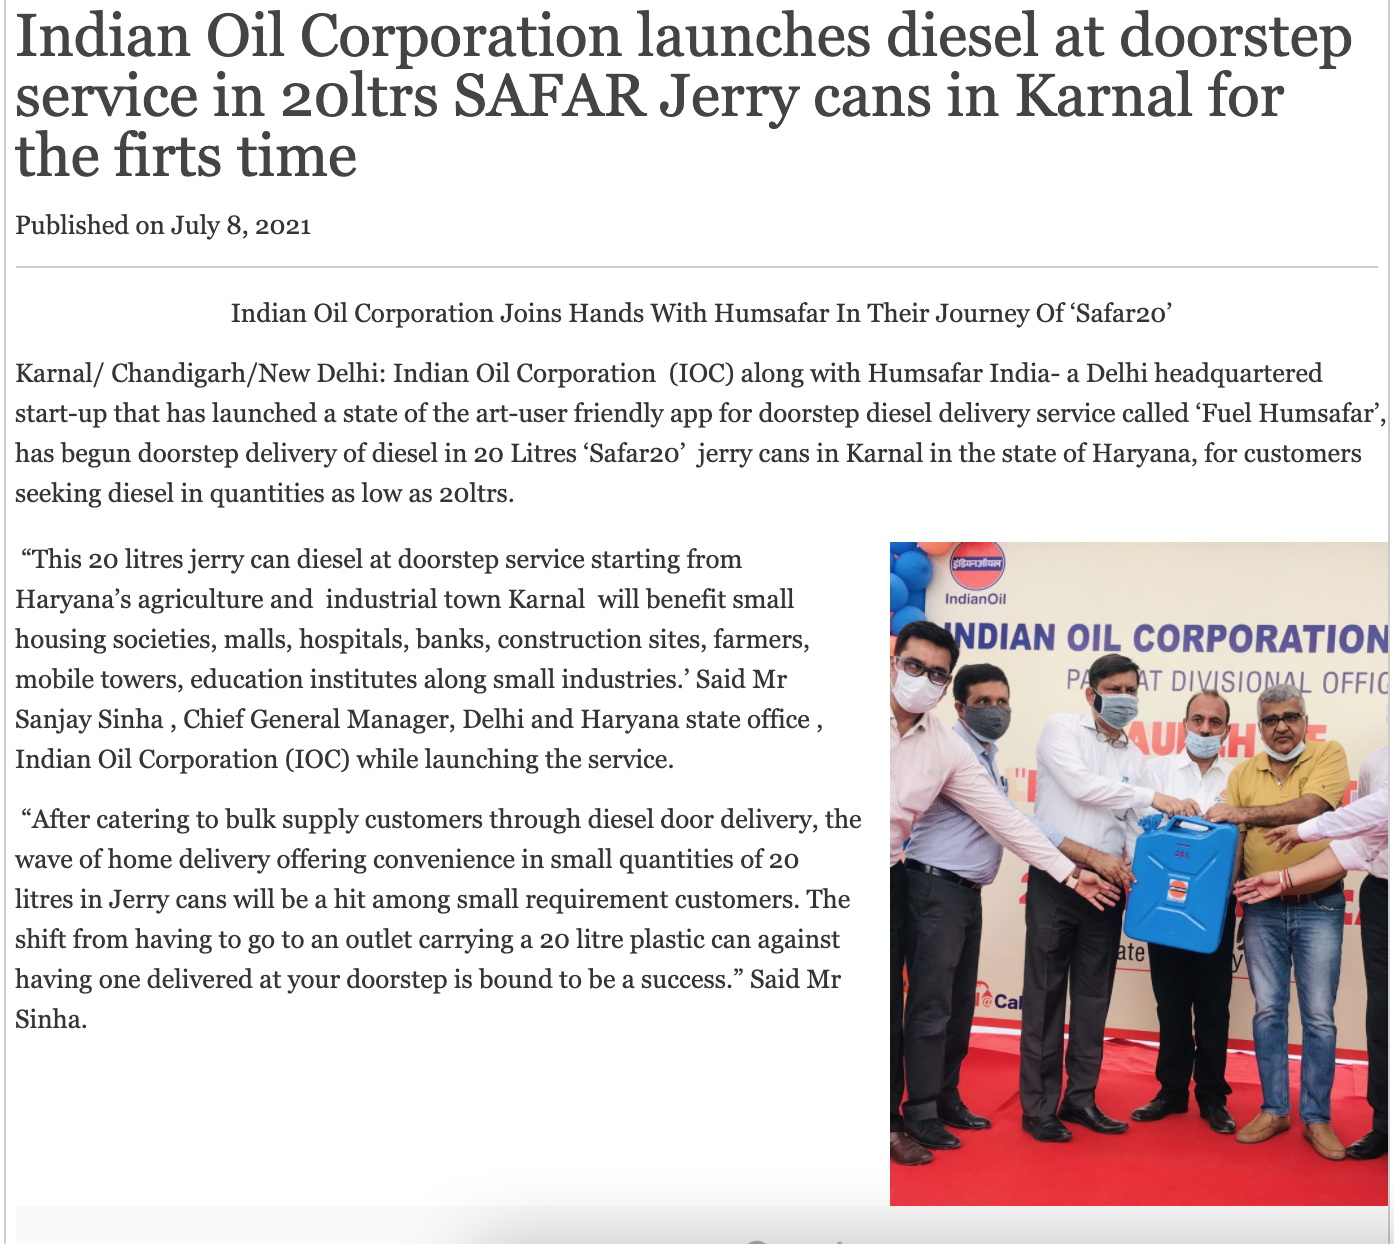 Indian Oil Corporation launches diesel at doorstep
service in 20ltrs SAFAR Jerry cans in Karnal for
the firts time
Published on July 8, 2021
Indian Oil Corporation Joins Hands With Humsafar In Their Journey Of ‘Safar20’
Karnal/ Chandigarh/New Delhi: Indian Oil Corporation  (IOC) along with Humsafar India- a Delhi headquartered
start-up that has launched a state of the art-user friendly app for doorstep diesel delivery service called ‘Fuel Humsafar’,
has begun doorstep delivery of diesel in 20 Litres ‘Safar20’  jerry cans in Karnal in the state of Haryana, for customers
seeking diesel in quantities as low as 20ltrs.
“This 20 litres jerry can diesel at doorstep service starting from
Haryana’s agriculture and  industrial town Karnal  will benefit small
housing societies, malls, hospitals, banks, construction sites, farmers,
mobile towers, education institutes along small industries.’ Said Mr
Sanjay Sinha , Chief General Manager, Delhi and Haryana state office ,
Indian Oil Corporation (IOC) while launching the service.
“After catering to bulk supply customers through diesel door delivery, the
wave of home delivery offering convenience in small quantities of 20
litres in Jerry cans will be a hit among small requirement customers. The
shift from having to go to an outlet carrying a 20 litre plastic can against
having one delivered at your doorstep is bound to be a success.” Said Mr
Sinha.
इंडियनऑयल
IndianOil
INDIAN OIL CORPORATION
DIVISIONAL OFFIC